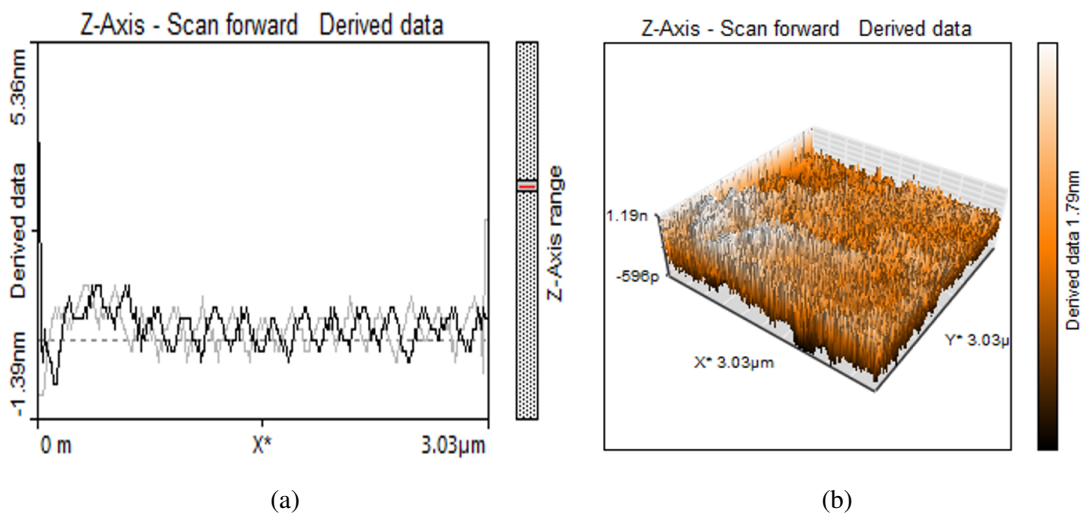 Z-Axis - Scan forward Derived data
5.36nm
Derived data
-1.39nm
0 m
X*
3.03µm
Z-Axis range
(a)
Z-Axis - Scan forward Derived data
1.19n
-596p
X* 3.03µm
Y* 3.03µ
Derived data 1.79nm
(b)